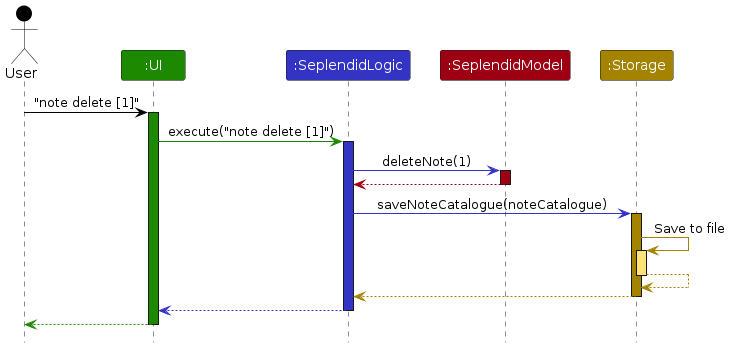 User
:UI
:SeplendidLogic
:SeplendidModel
:Storage
"note delete [1]"
execute("note delete [1]")
deleteNote(1)
saveNoteCatalogue(noteCatalogue)
Save to file